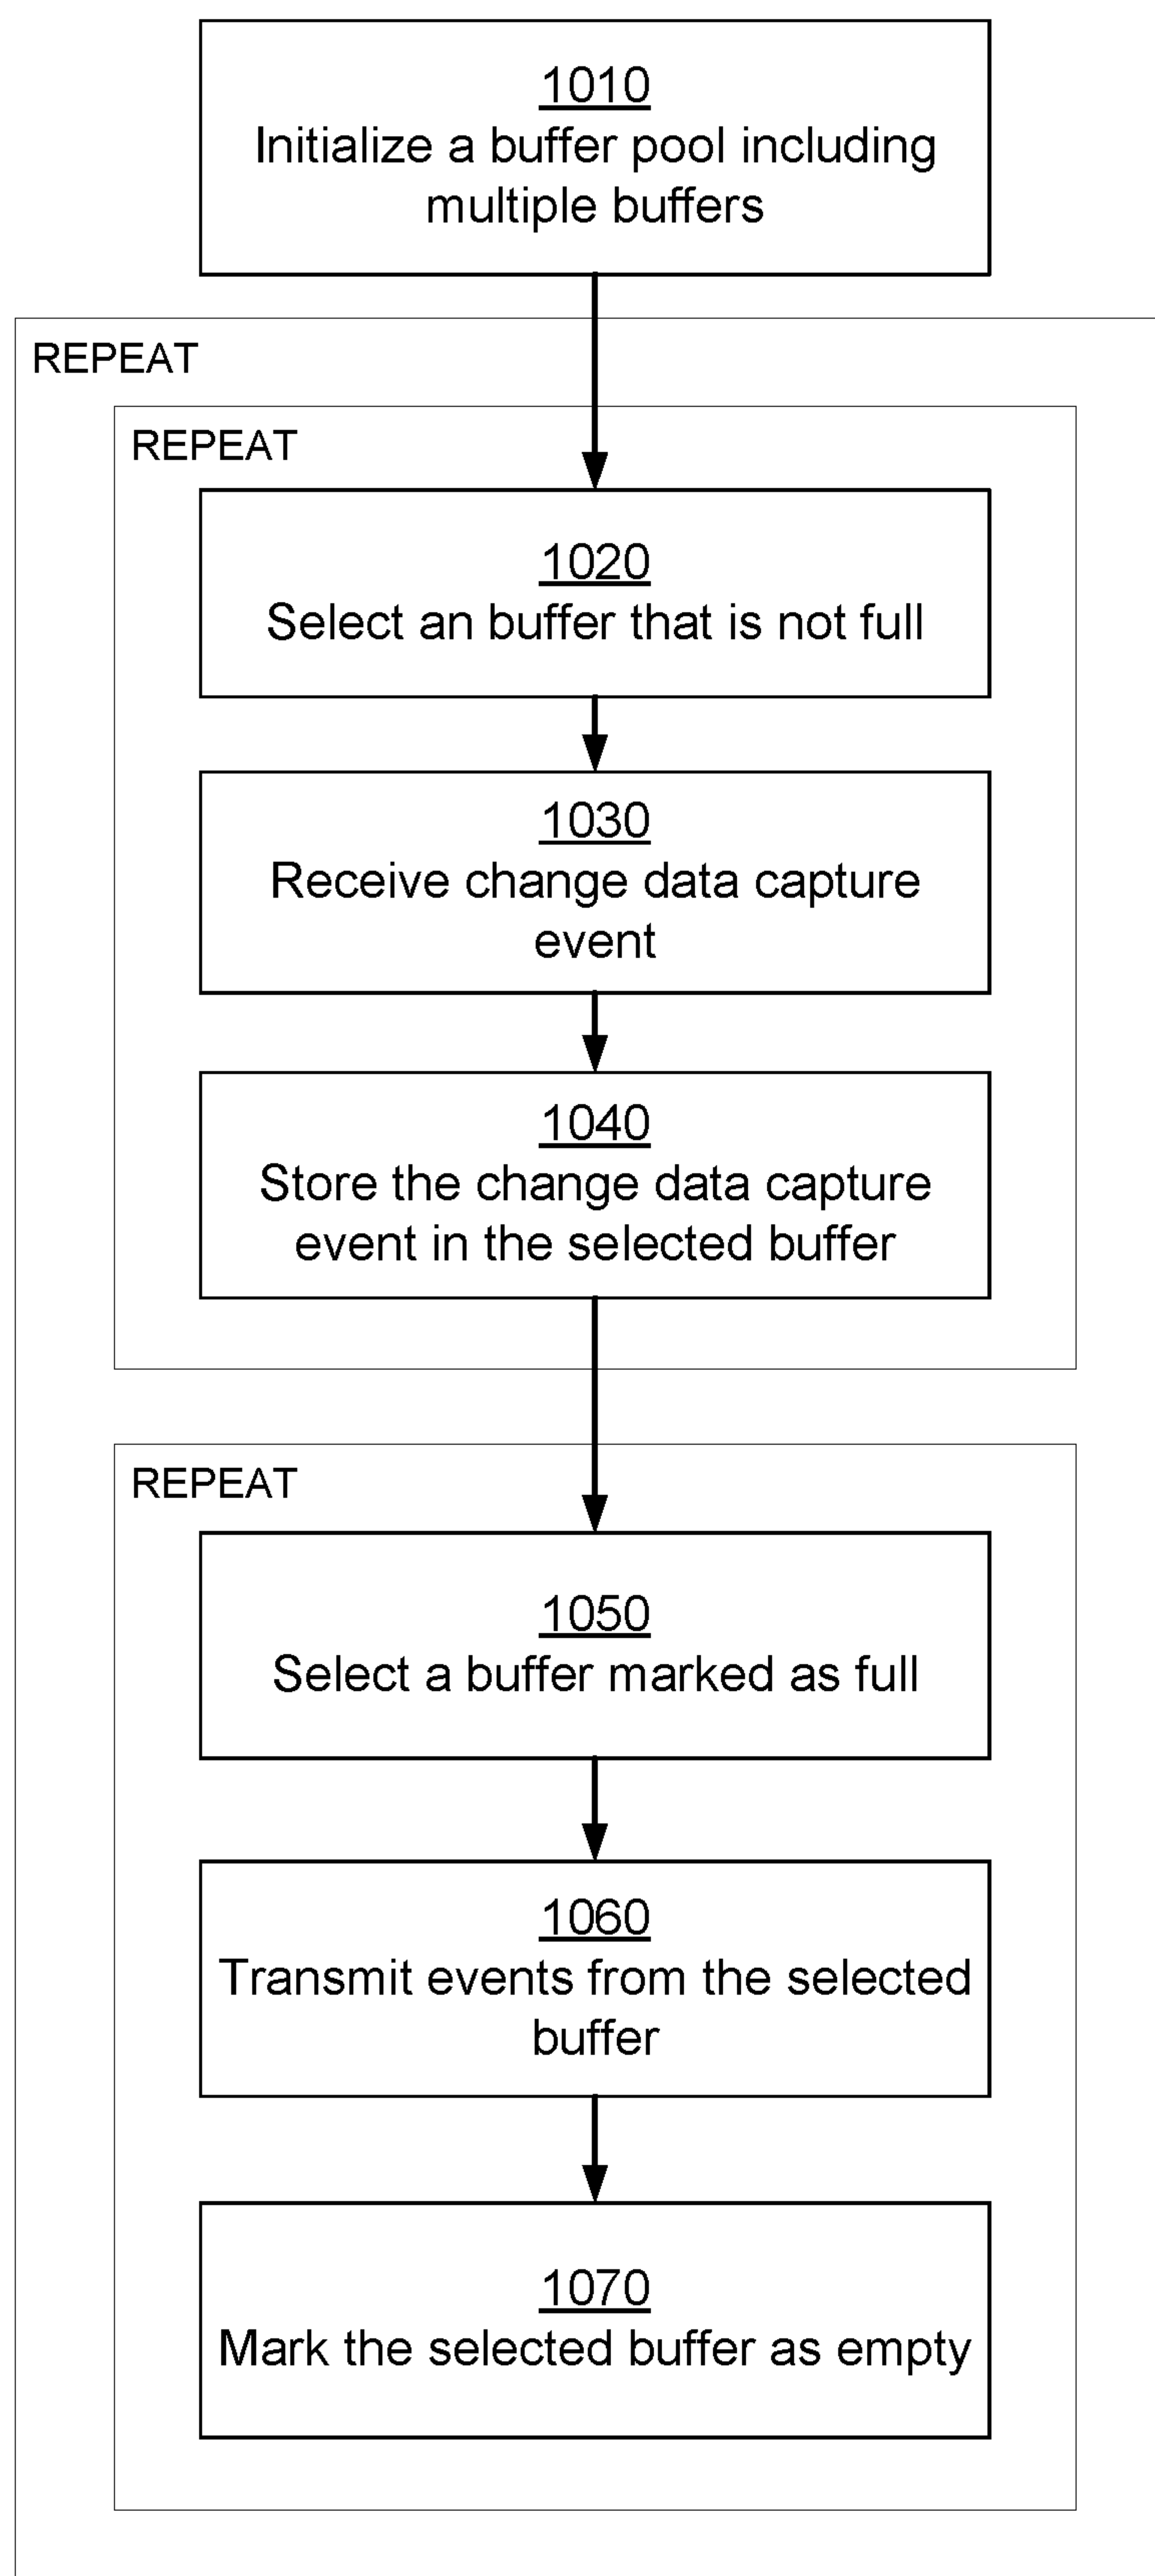 1010
Initialize a buffer pool including
multiple buffers
REPEAT
REPEAT
1020
Select an buffer that is not full
1030
Receive change data capture
event
1040
Store the change data capture
event in the selected buffer
REPEAT
1050
Select a buffer marked as full
1060
Transmit events from the selected
buffer
1070
Mark the selected buffer as empty